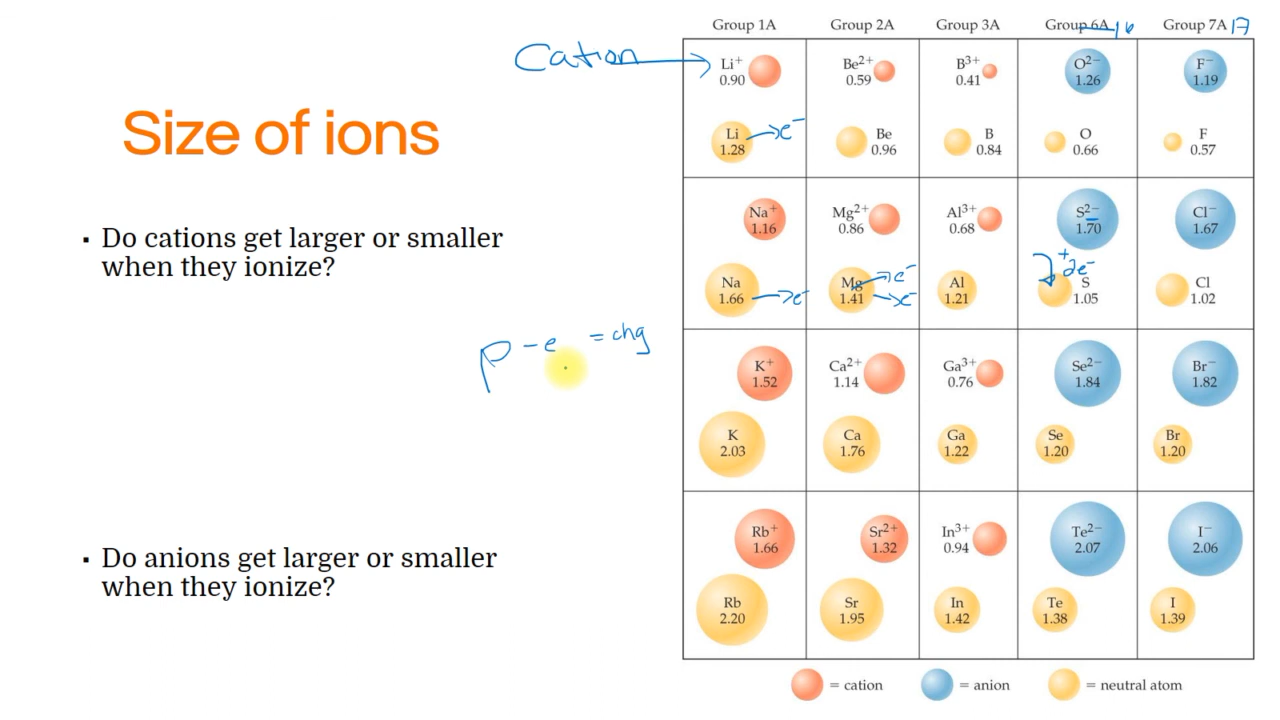 Size of ions
▪ Do cations get larger or smaller
when they ionize?
▪ Do anions get larger or smaller
when they ionize?
Cation
p - e = chg
Group 1A Group 2A Group 3A Group 6A 16 Group 7A 17
Li⁺ Be²⁺ B³⁺ O²⁻ F⁻
0.90 0.59 0.41 1.26 1.19
Li e⁻ Be B O F
1.28 0.96 0.84 0.66 0.57
Na⁺ Mg²⁺ Al³⁺ S²⁻ Cl⁻
1.16 0.86 0.68 1.70 1.67
+2e⁻
Na Mg e⁻ Al S Cl
1.66 e⁻ 1.41 e⁻ 1.21 1.05 1.02
K⁺ Ca²⁺ Ga³⁺ Se²⁻ Br⁻
1.52 1.14 0.76 1.84 1.82
K Ca Ga Se Br
2.03 1.76 1.22 1.20 1.20
Rb⁺ Sr²⁺ In³⁺ Te²⁻ I⁻
1.66 1.32 0.94 2.07 2.06
Rb Sr In Te I
2.20 1.95 1.42 1.38 1.39
= cation = anion = neutral atom